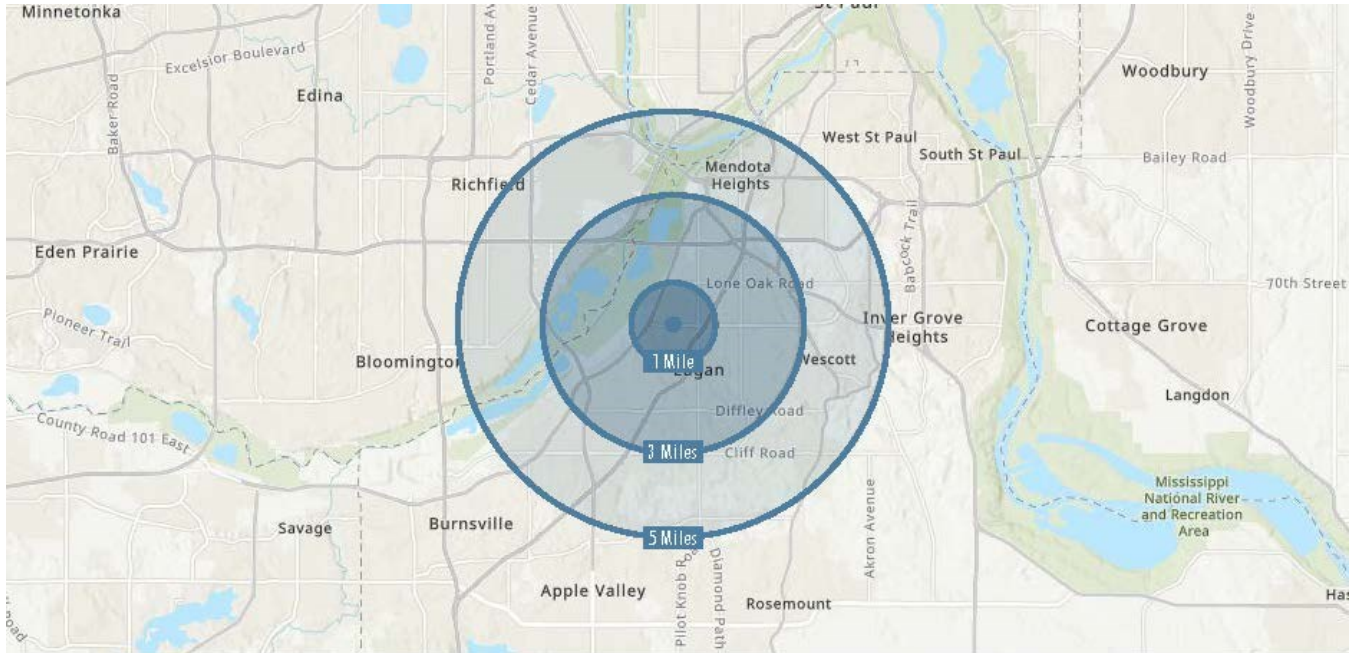 Minnetonka
Portland Av
Cedar Avenue
St Paul
Woodbury Drive
Excelsior Boulevard
Baker Road
Edina
Woodbury
West St Paul
South St Paul
Bailey Road
Mendota
Heights
Richfield
Babcock Trail
Eden Prairie
Lone Oak Road
70th Street
Pioneer Trail
Inver Grove
Heights
Cottage Grove
Bloomington
1 Mile
Eagan
Wescott
Langdon
County Road 101 East
Diffley Road
3 Miles
Cliff Road
Mississippi
National River
and Recreation
Area
Akron Avenue
Savage
Burnsville
5 Miles
Pilot Knob Road
Diamond Path
Apple Valley
Rosemount
Has
Road